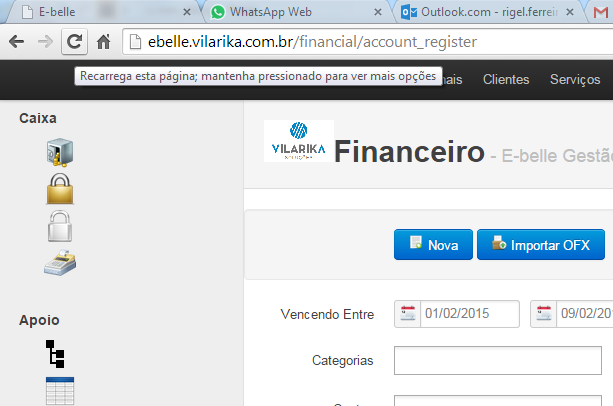 E-belle
WhatsApp Web
Outlook.com - rigel.ferrei
ebelle.vilarika.com.br/financial/account_register
Recarrega esta página; mantenha pressionado para ver mais opções
nais
Clientes
Serviços
Caixa
VILARIKA
SOLUÇÕES
Financeiro - E-belle Gestã
Nova
Importar OFX
Vencendo Entre
01/02/2015
09/02/20
Categorias
Apoio